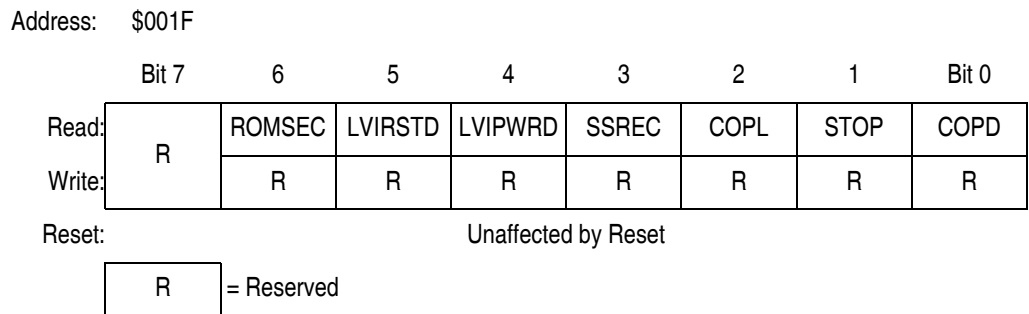 Address: $001F
Bit 7 6 5 4 3 2 1 Bit 0
Read: R ROMSEC LVIRSTD LVIPWRD SSREC COPL STOP COPD
Write: R R R R R R R
Reset: Unaffected by Reset
R = Reserved